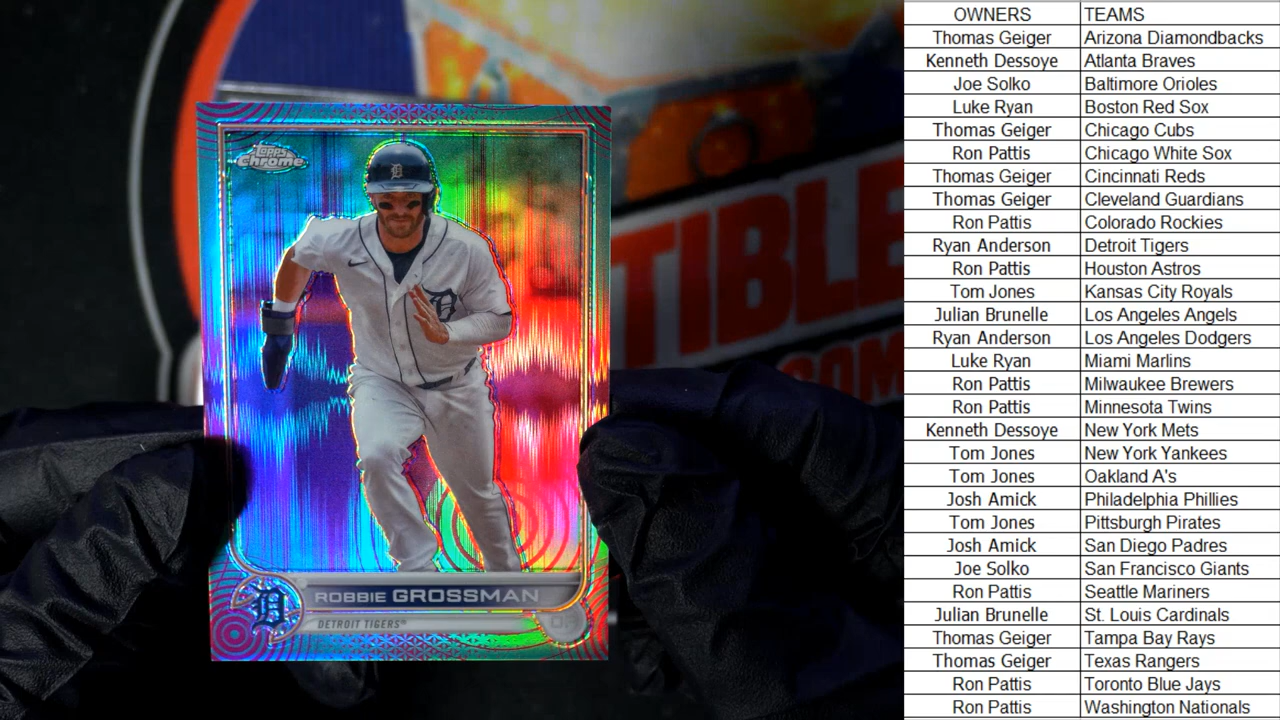 Topps
Chrome
TIBLE
COM
D
ROBBIE GROSSMAN
DETROIT TIGERS®
OF
OWNERS TEAMS
Thomas Geiger Arizona Diamondbacks
Kenneth Dessoye Atlanta Braves
Joe Solko Baltimore Orioles
Luke Ryan Boston Red Sox
Thomas Geiger Chicago Cubs
Ron Pattis Chicago White Sox
Thomas Geiger Cincinnati Reds
Thomas Geiger Cleveland Guardians
Ron Pattis Colorado Rockies
Ryan Anderson Detroit Tigers
Ron Pattis Houston Astros
Tom Jones Kansas City Royals
Julian Brunelle Los Angeles Angels
Ryan Anderson Los Angeles Dodgers
Luke Ryan Miami Marlins
Ron Pattis Milwaukee Brewers
Ron Pattis Minnesota Twins
Kenneth Dessoye New York Mets
Tom Jones New York Yankees
Tom Jones Oakland A's
Josh Amick Philadelphia Phillies
Tom Jones Pittsburgh Pirates
Josh Amick San Diego Padres
Joe Solko San Francisco Giants
Ron Pattis Seattle Mariners
Julian Brunelle St. Louis Cardinals
Thomas Geiger Tampa Bay Rays
Thomas Geiger Texas Rangers
Ron Pattis Toronto Blue Jays
Ron Pattis Washington Nationals